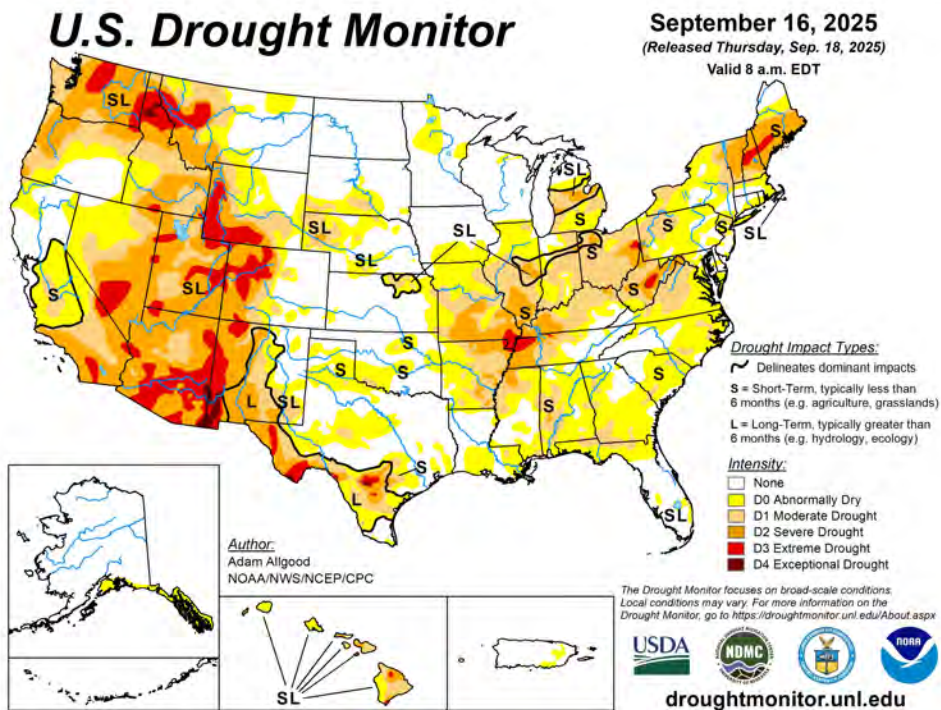 U.S. Drought Monitor
September 16, 2025
(Released Thursday, Sep. 18, 2025)
Valid 8 a.m. EDT
SL
S
SL
SL
S
SL
SL
S
S
S
S
SL
SL
S
S
S
S
S
S
S
L
SL
S
S
L
SL
Drought Impact Types:
Delineates dominant impacts
S = Short-Term, typically less than
6 months (e.g. agriculture, grasslands)
L = Long-Term, typically greater than
6 months (e.g. hydrology, ecology)
Intensity:
None
D0 Abnormally Dry
D1 Moderate Drought
D2 Severe Drought
D3 Extreme Drought
D4 Exceptional Drought
Author:
Adam Allgood
NOAA/NWS/NCEP/CPC
SL
The Drought Monitor focuses on broad-scale conditions.
Local conditions may vary. For more information on the
Drought Monitor, go to https://droughtmonitor.unl.edu/About.aspx
USDA
NDMC
NOAA
droughtmonitor.unl.edu